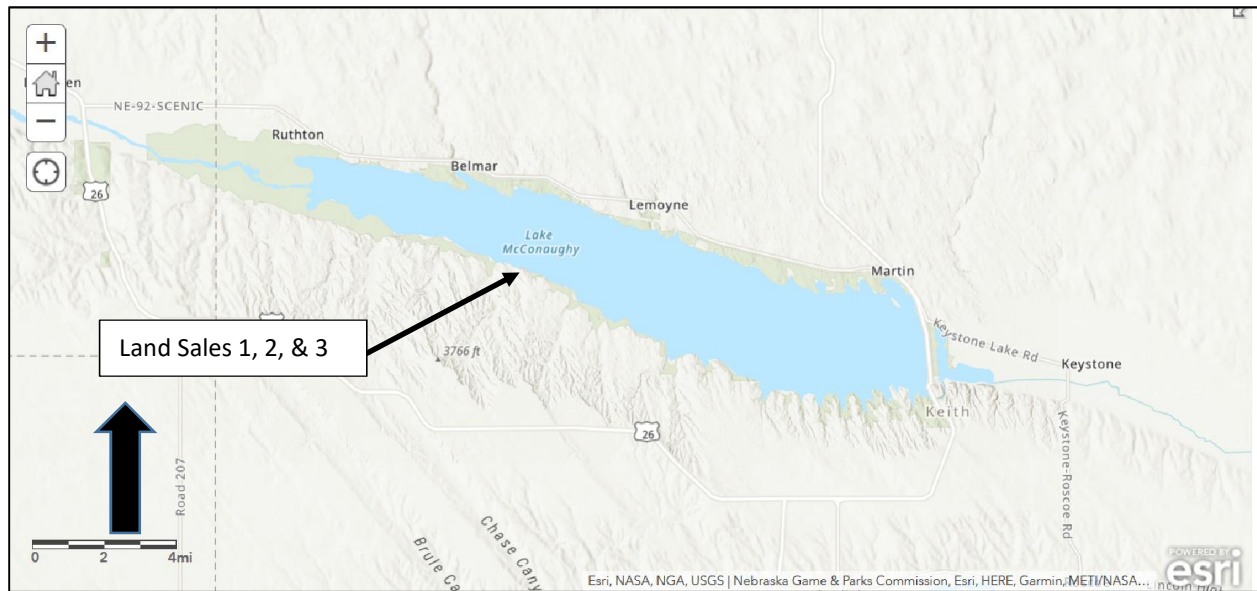 +
NE-92-SCENIC
−
Ruthton
Belmar
26
Lemoyne
Lake
McConaughy
Martin
Land Sales 1, 2, & 3
3766 ft
Keystone Lake Rd
Keystone
Keith
26
Road 207
Keystone-Roscoe Rd
Chase Cany
Brule Ca
0 2 4mi
POWERED BY
esri
Esri, NASA, NGA, USGS | Nebraska Game & Parks Commission, Esri, HERE, Garmin, METI/NASA...